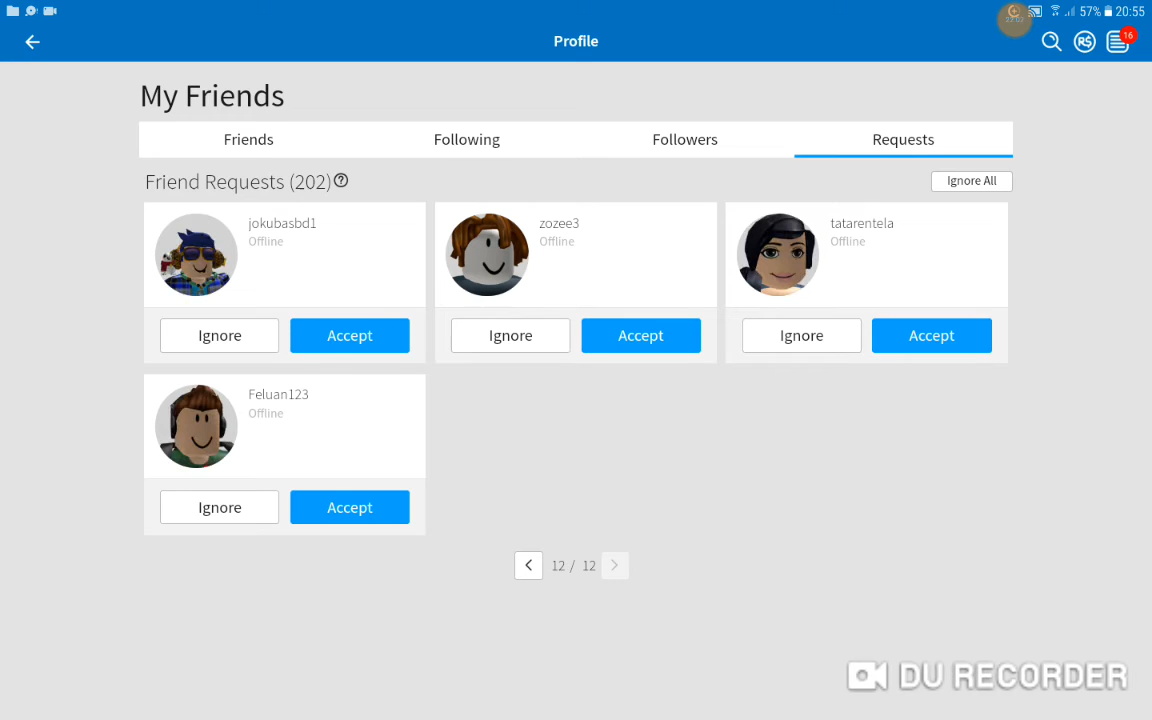 57% 20:55
Profile
R$
16
My Friends
Friends Following Followers Requests
Friend Requests (202)
Ignore All
jokubasbd1
Offline
zozee3
Offline
tatarentela
Offline
Ignore Accept Ignore Accept Ignore Accept
Feluan123
Offline
Ignore Accept
12 / 12
DU RECORDER